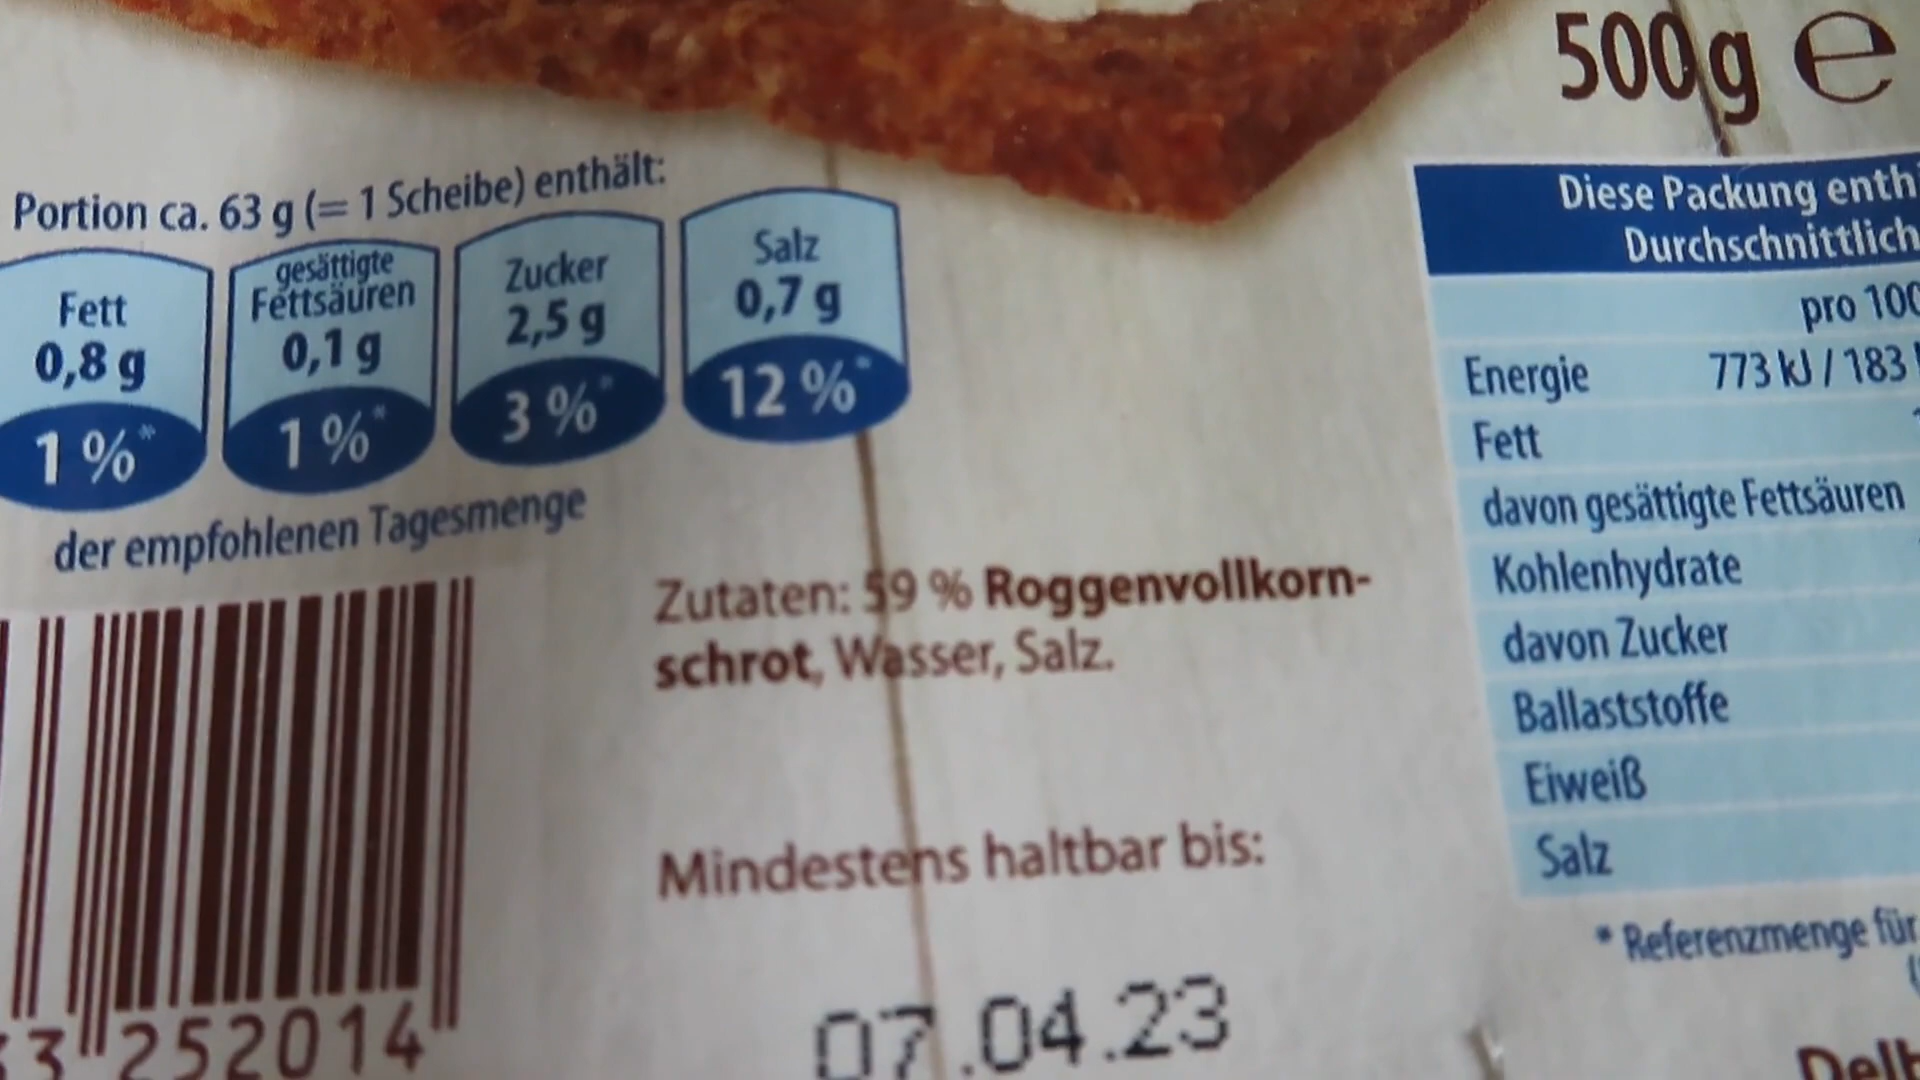 500 g e
Portion ca. 63 g (= 1 Scheibe) enthält:
Fett
0,8 g
1 %*
gesättigte
Fettsäuren
0,1 g
1 %*
Zucker
2,5 g
3 %*
Salz
0,7 g
12 %*
der empfohlenen Tagesmenge
3 252014
Zutaten: 59 % Roggenvollkorn-
schrot, Wasser, Salz.
Mindestens haltbar bis:
07.04.23
Diese Packung
Durchschnittlich
pro
Energie 773 kJ / 183
Fett
davon gesättigte Fettsäuren
Kohlenhydrate
davon Zucker
Ballaststoffe
Eiweiß
Salz
* Referenzmenge für